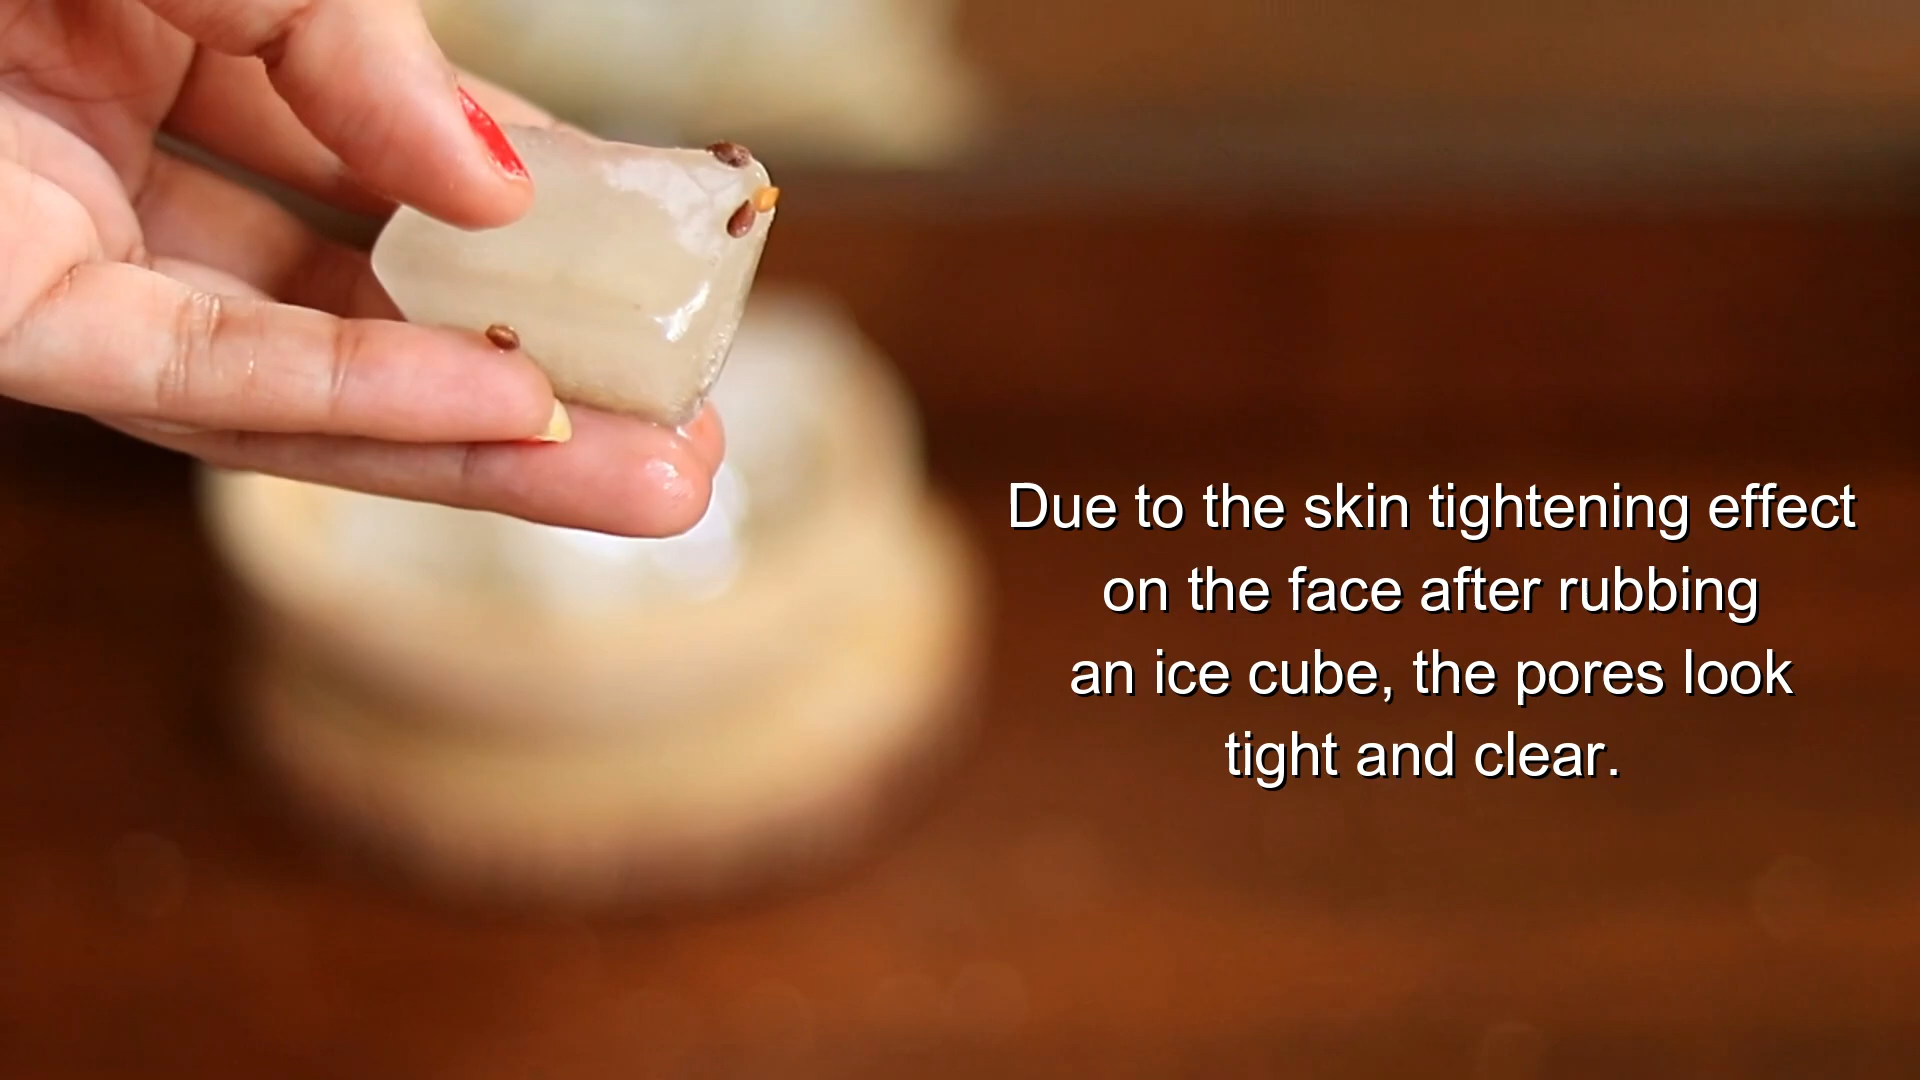 Due to the skin tightening effect
on the face after rubbing
an ice cube, the pores look
tight and clear.